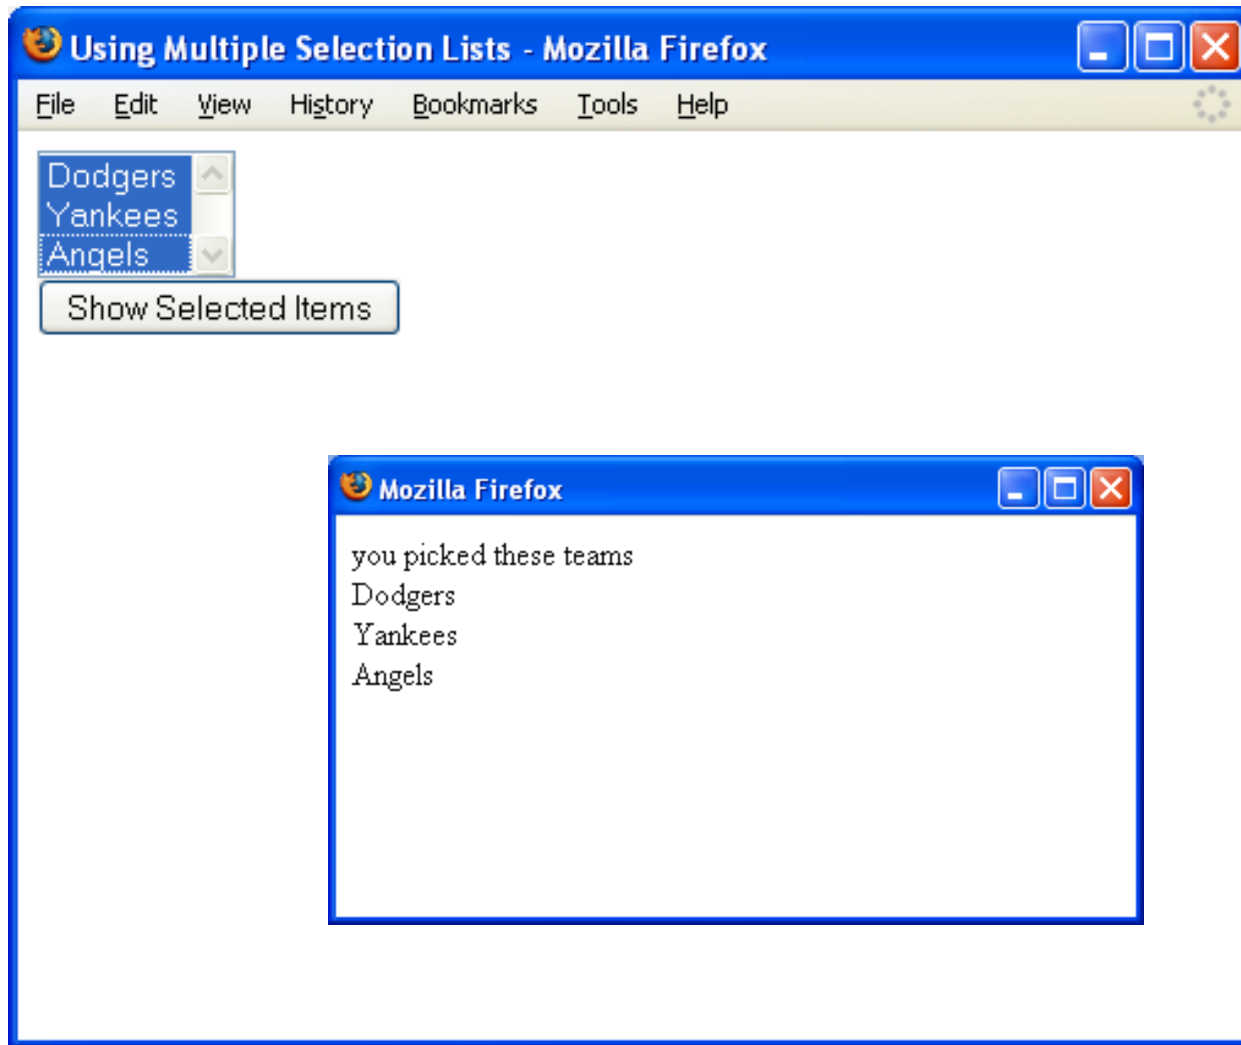 Using Multiple Selection Lists - Mozilla Firefox
File Edit View History Bookmarks Tools Help
Dodgers
Yankees
Angels
Show Selected Items
Mozilla Firefox
you picked these teams
Dodgers
Yankees
Angels